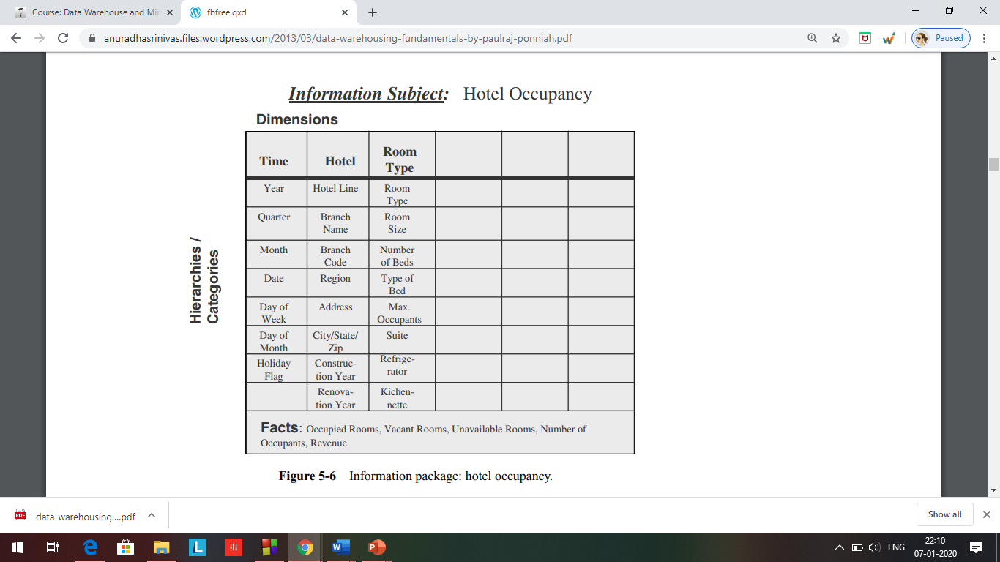 Course: Data Warehouse and Mi
fbfree.qxd
anuradhasrinivas.files.wordpress.com/2013/03/data-warehousing-fundamentals-by-paulraj-ponniah.pdf
Paused
Information Subject: Hotel Occupancy
Dimensions
Hierarchies /
Categories
Time Hotel Room
Type
Year Hotel Line Room
Type
Quarter Branch Room
Name Size
Month Branch Number
Code of Beds
Date Region Type of
Bed
Day of Address Max.
Week Occupants
Day of City/State/ Suite
Month Zip
Holiday Construc- Refrige-
Flag tion Year rator
Renova- Kichen-
tion Year nette
Facts: Occupied Rooms, Vacant Rooms, Unavailable Rooms, Number of
Occupants, Revenue
Figure 5-6 Information package: hotel occupancy.
PDF
data-warehousing....pdf
Show all
ENG
22:10
07-01-2020